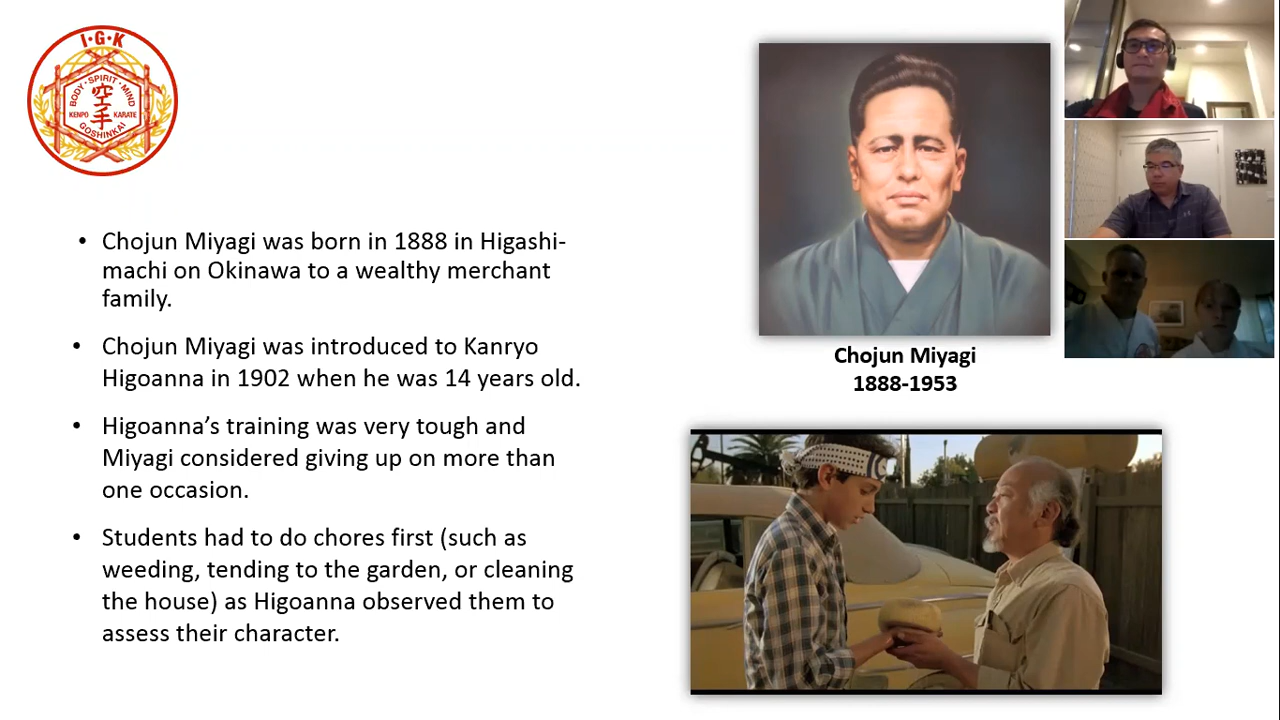 I·G·K
BODY · SPIRIT · MIND
空手
KENPO KARATE
GOSHINKAI
• Chojun Miyagi was born in 1888 in Higashi-
machi on Okinawa to a wealthy merchant
family.
• Chojun Miyagi was introduced to Kanryo
Higoanna in 1902 when he was 14 years old.
• Higoanna’s training was very tough and
Miyagi considered giving up on more than
one occasion.
• Students had to do chores first (such as
weeding, tending to the garden, or cleaning
the house) as Higoanna observed them to
assess their character.
Chojun Miyagi
1888-1953